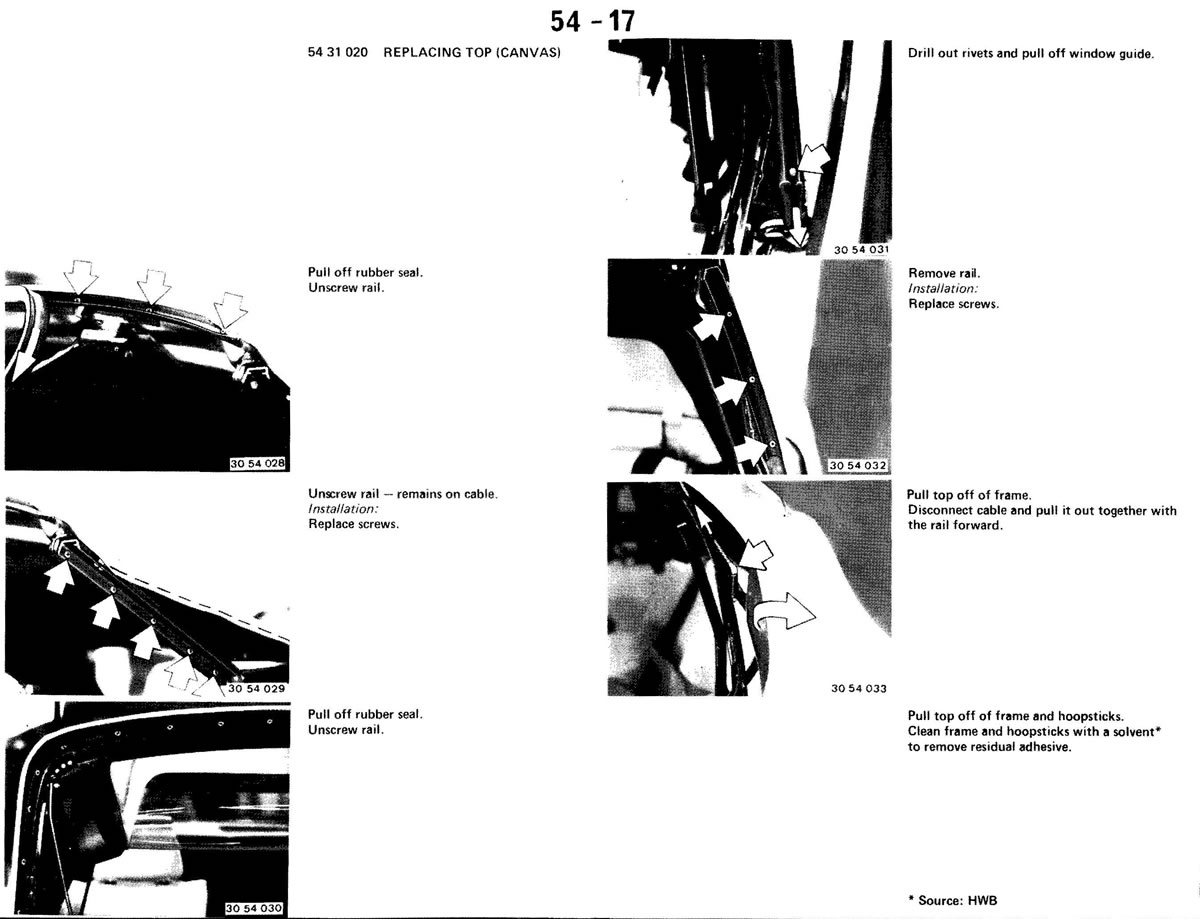 54 - 17
54 31 020 REPLACING TOP (CANVAS)
30 54 028
Pull off rubber seal.
Unscrew rail.
30 54 029
Unscrew rail — remains on cable.
Installation:
Replace screws.
30 54 030
Pull off rubber seal.
Unscrew rail.
30 54 031
Drill out rivets and pull off window guide.
30 54 032
Remove rail.
Installation:
Replace screws.
30 54 033
Pull top off of frame.
Disconnect cable and pull it out together with
the rail forward.
Pull top off of frame and hoopsticks.
Clean frame and hoopsticks with a solvent*
to remove residual adhesive.
* Source: HWB